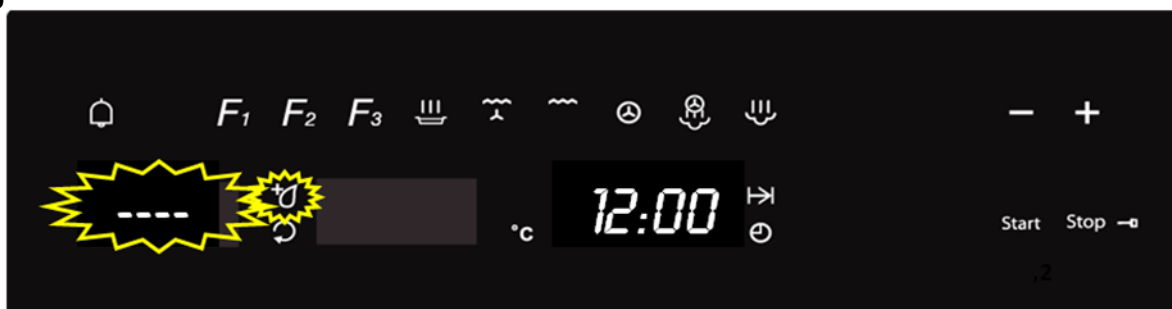 F1 F2 F3 − +
---- 12:00
°C
Start Stop
,2